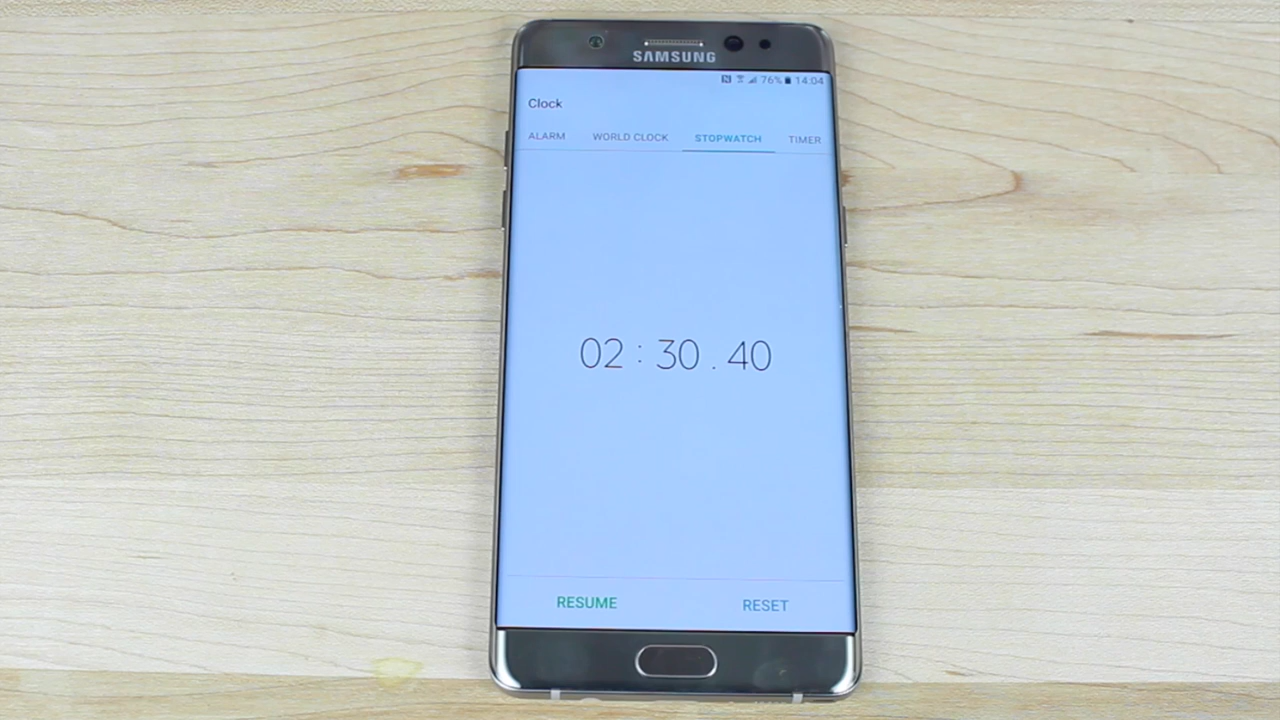 SAMSUNG
76% 14:04
Clock
ALARM WORLD CLOCK STOPWATCH TIMER
02 : 30 . 40
RESUME RESET